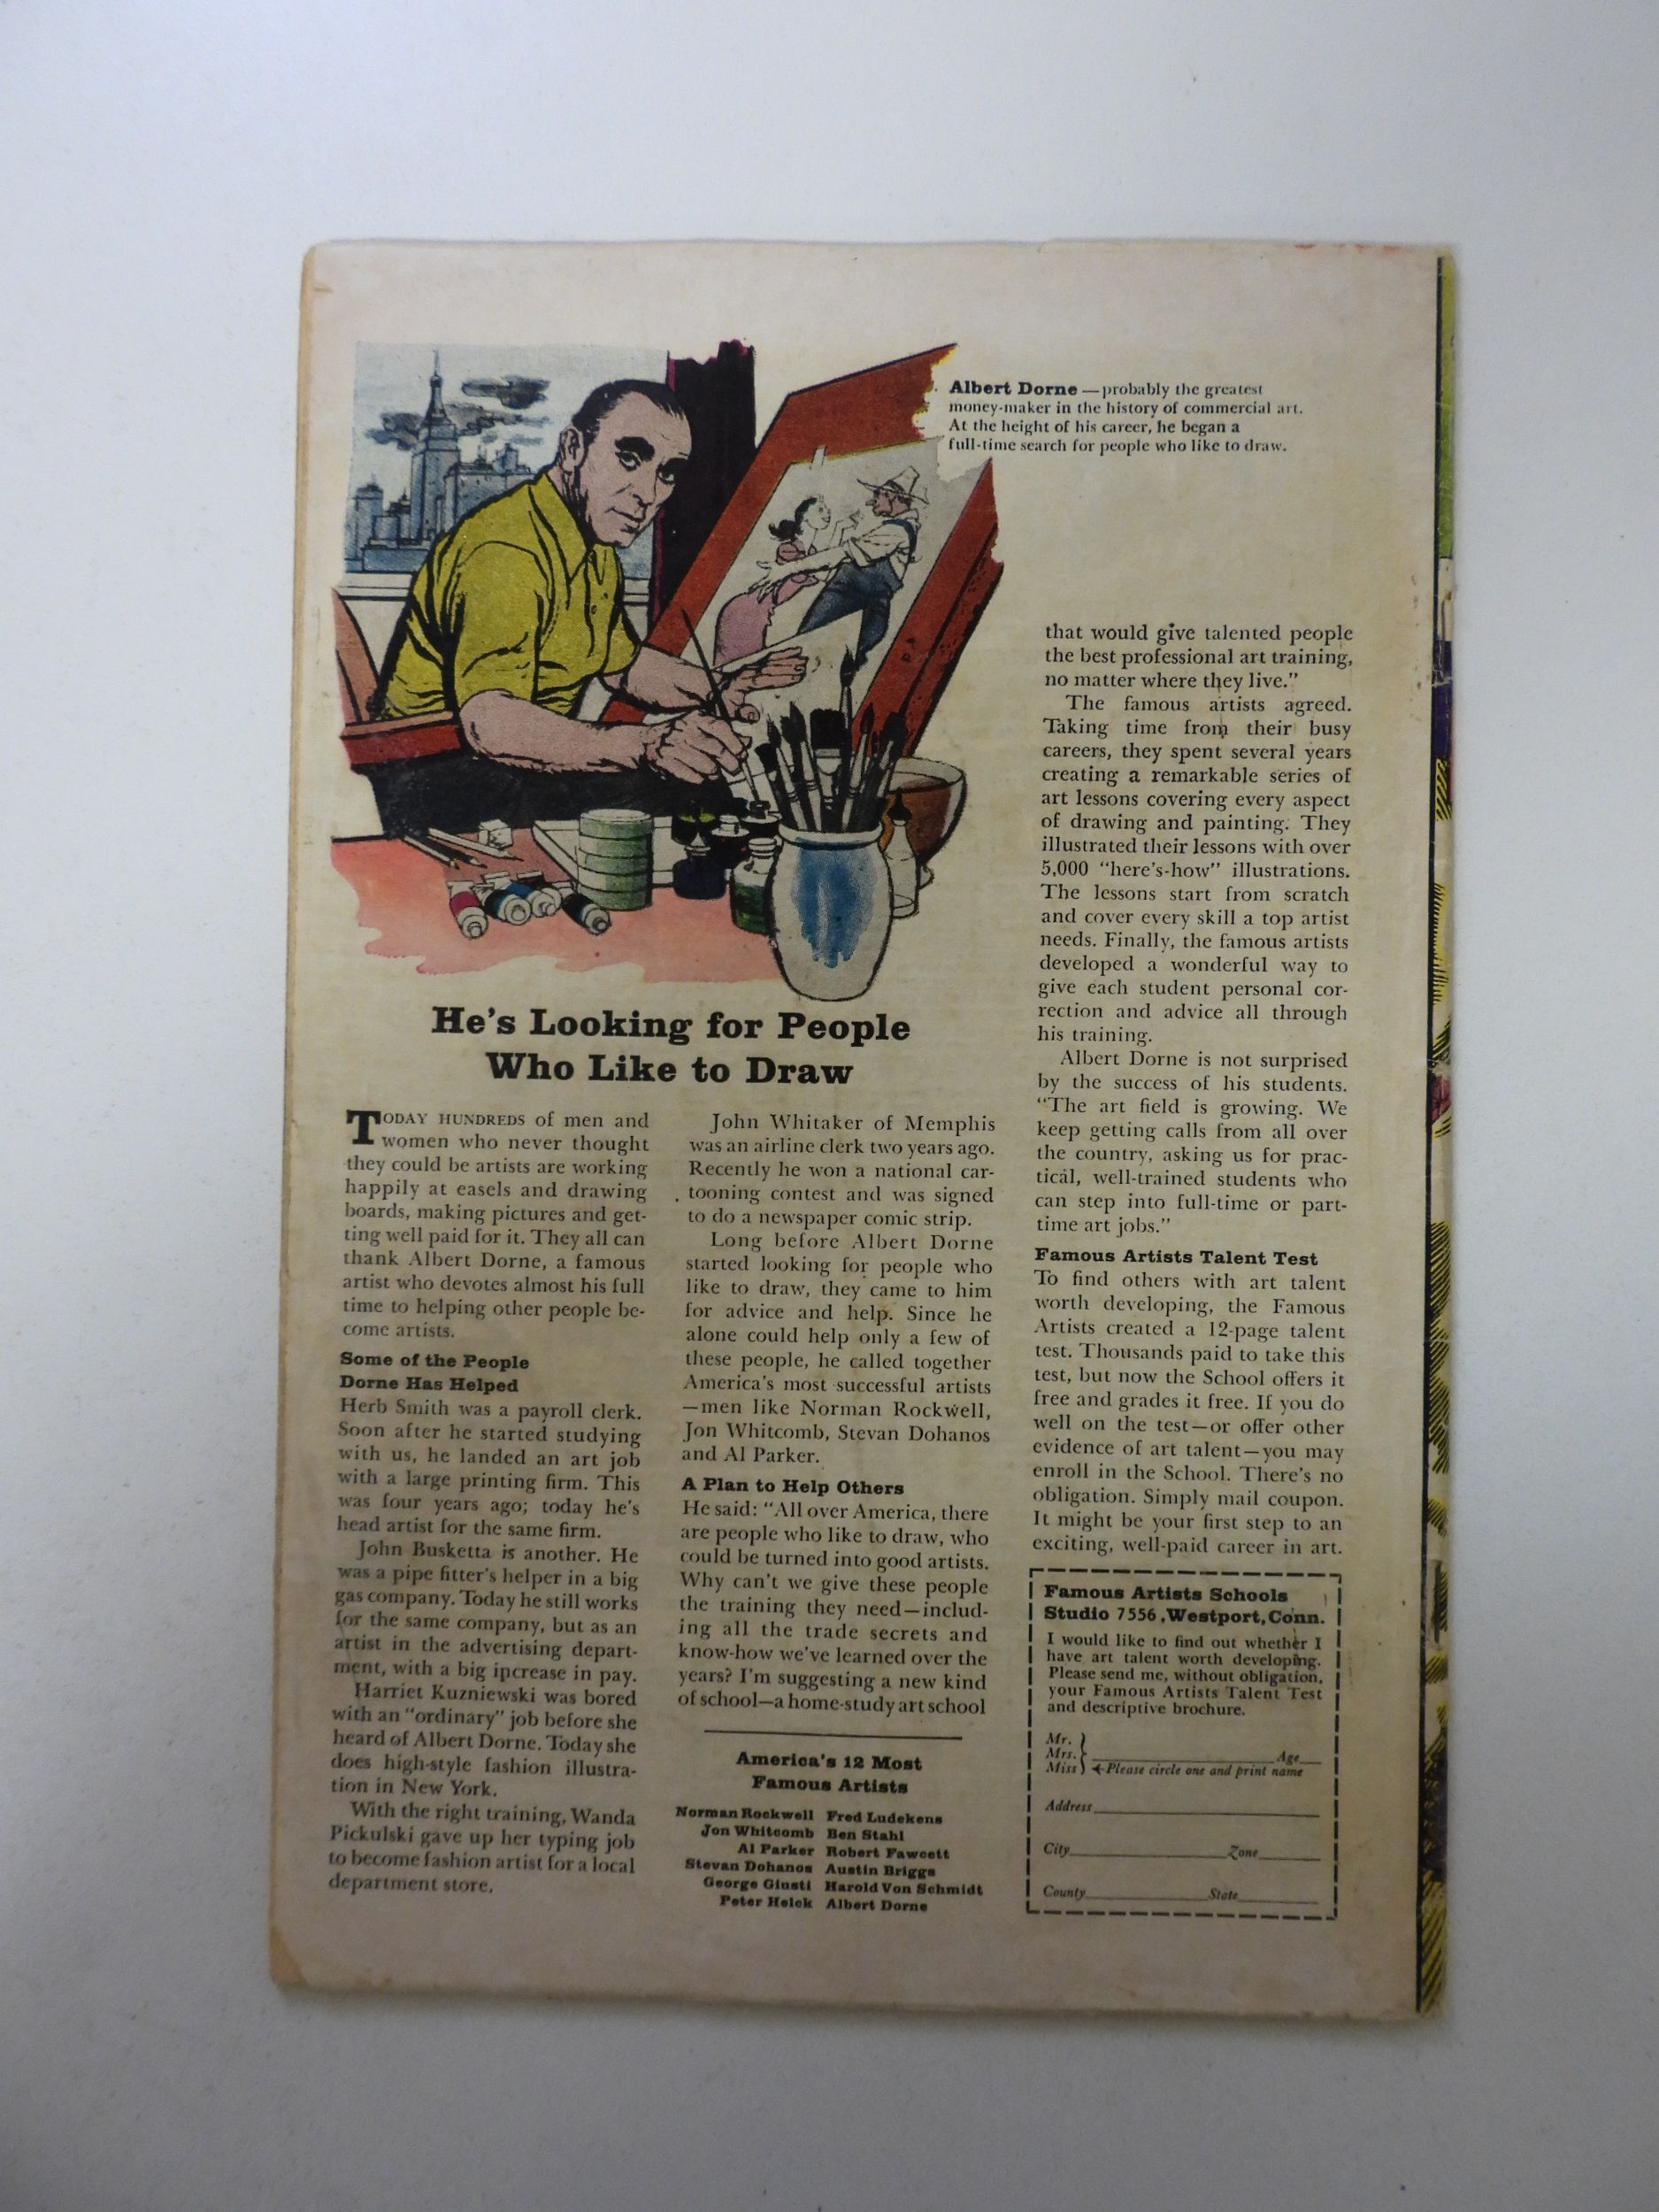 Albert Dorne — probably the greatest
money-maker in the history of commercial art.
At the height of his career, he began a
full-time search for people who like to draw.
He's Looking for People
Who Like to Draw
TODAY HUNDREDS of men and
women who never thought
they could be artists are working
happily at easels and drawing
boards, making pictures and get-
ting well paid for it. They all can
thank Albert Dorne, a famous
artist who devotes almost his full
time to helping other people be-
come artists.
Some of the People
Dorne Has Helped
Herb Smith was a payroll clerk.
Soon after he started studying
with us, he landed an art job
with a large printing firm. This
was four years ago; today he's
head artist for the same firm.
John Busketta is another. He
was a pipe fitter's helper in a big
gas company. Today he still works
for the same company, but as an
artist in the advertising depart-
ment, with a big increase in pay.
Harriet Kuzniewski was bored
with an "ordinary" job before she
heard of Albert Dorne. Today she
does high-style fashion illustra-
tion in New York.
With the right training, Wanda
Pickulski gave up her typing job
to become fashion artist for a local
department store.
John Whitaker of Memphis
was an airline clerk two years ago.
Recently he won a national car-
tooning contest and was signed
to do a newspaper comic strip.
Long before Albert Dorne
started looking for people who
like to draw, they came to him
for advice and help. Since he
alone could help only a few of
these people, he called together
America's most successful artists
—men like Norman Rockwell,
Jon Whitcomb, Stevan Dohanos
and Al Parker.
A Plan to Help Others
He said: "All over America, there
are people who like to draw, who
could be turned into good artists.
Why can't we give these people
the training they need—includ-
ing all the trade secrets and
know-how we've learned over the
years? I'm suggesting a new kind
of school—a home-study art school
America's 12 Most
Famous Artists
Norman Rockwell Fred Ludekens
Jon Whitcomb Ben Stahl
Al Parker Robert Fawcett
Stevan Dohanos Austin Briggs
George Giusti Harold Von Schmidt
Peter Helck Albert Dorne
that would give talented people
the best professional art training,
no matter where they live."
The famous artists agreed.
Taking time from their busy
careers, they spent several years
creating a remarkable series of
art lessons covering every aspect
of drawing and painting. They
illustrated their lessons with over
5,000 "here's-how" illustrations.
The lessons start from scratch
and cover every skill a top artist
needs. Finally, the famous artists
developed a wonderful way to
give each student personal cor-
rection and advice all through
his training.
Albert Dorne is not surprised
by the success of his students.
"The art field is growing. We
keep getting calls from all over
the country, asking us for prac-
tical, well-trained students who
can step into full-time or part-
time art jobs."
Famous Artists Talent Test
To find others with art talent
worth developing, the Famous
Artists created a 12-page talent
test. Thousands paid to take this
test, but now the School offers it
free and grades it free. If you do
well on the test—or offer other
evidence of art talent—you may
enroll in the School. There's no
obligation. Simply mail coupon.
It might be your first step to an
exciting, well-paid career in art.
Famous Artists Schools
Studio 7556, Westport, Conn.
I would like to find out whether I
have art talent worth developing.
Please send me, without obligation,
your Famous Artists Talent Test
and descriptive brochure.
Mr.
Mrs. Age
Miss Please circle one and print name
Address
City Zone
County State